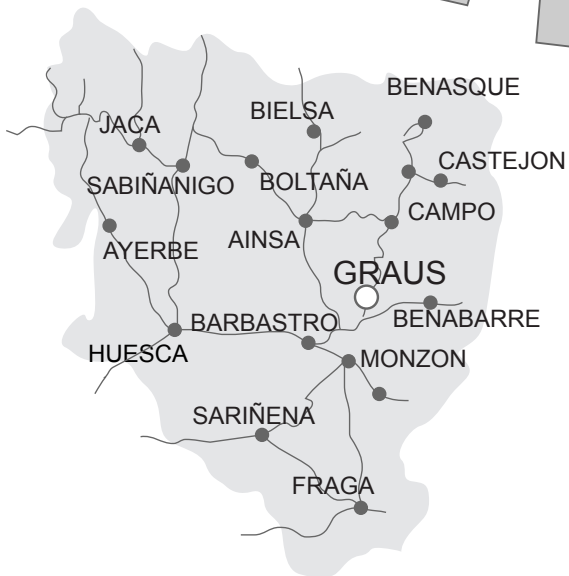 BENASQUE
BIELSA
JACA
CASTEJON
SABIÑANIGO
BOLTAÑA
CAMPO
AINSA
AYERBE
GRAUS
BARBASTRO
BENABARRE
HUESCA
MONZON
SARIÑENA
FRAGA